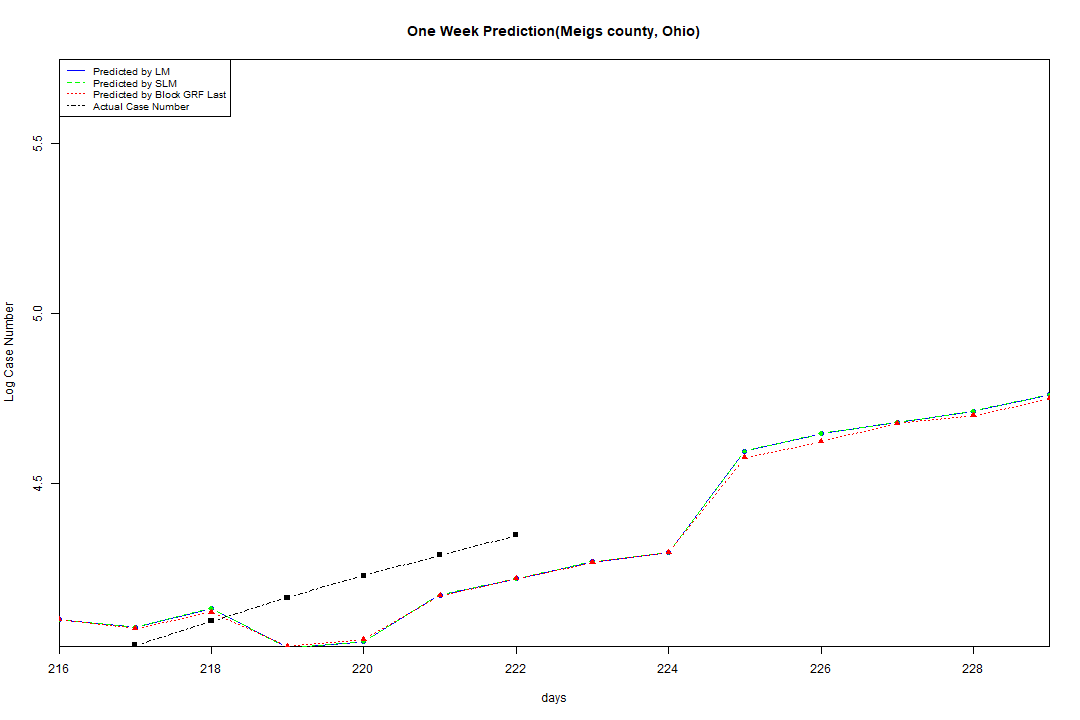 One Week Prediction(Meigs county, Ohio)
Predicted by LM
Predicted by SLM
Predicted by Block GRF Last
Actual Case Number
5.5
5.0
4.5
Log Case Number
216 218 220 222 224 226 228
days